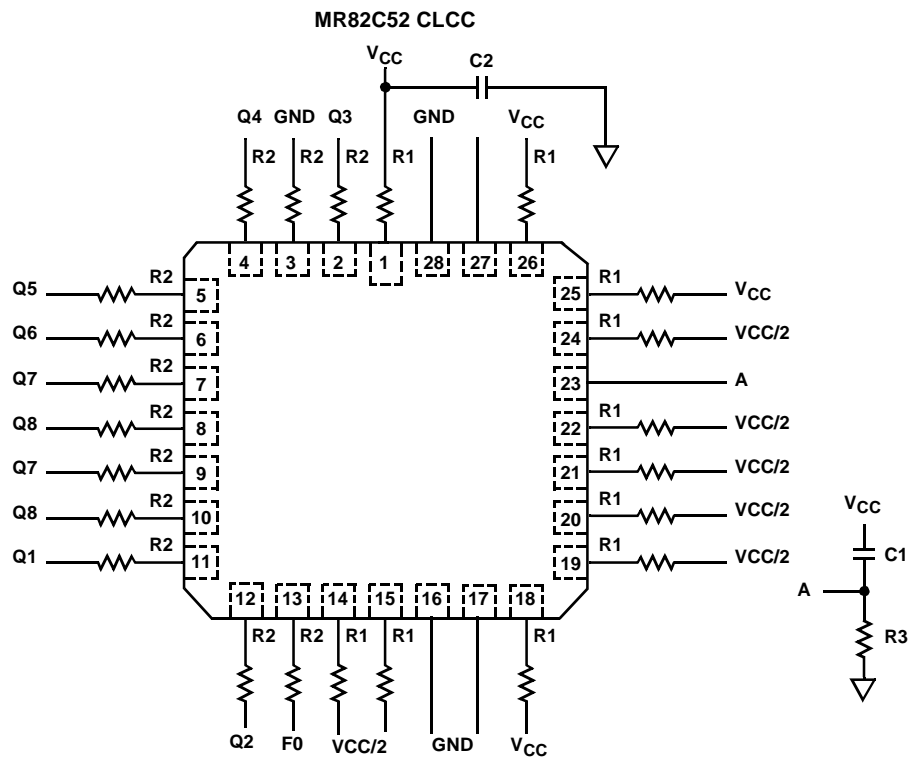 MR82C52 CLCC
VCC
C2
Q4 GND Q3 GND VCC
R2 R2 R2 R1 R1
4 3 2 1 28 27 26
Q5 R2 5 25 R1 VCC
Q6 R2 6 24 R1 VCC/2
Q7 R2 7 23 A
Q8 R2 8 22 R1 VCC/2
Q7 R2 9 21 R1 VCC/2
Q8 R2 10 20 R1 VCC/2
Q1 R2 11 19 R1 VCC/2
12 13 14 15 16 17 18
R2 R2 R1 R1 R1
Q2 F0 VCC/2 GND VCC
VCC
C1
A
R3